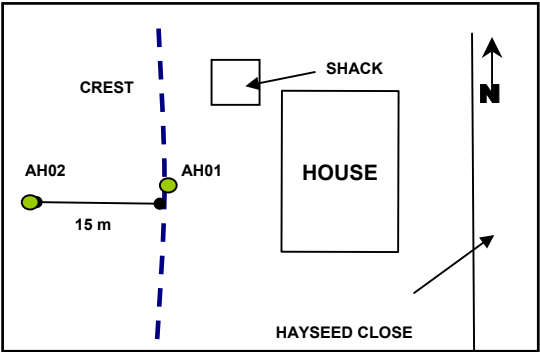 SHACK
CREST
N
AH02
AH01
HOUSE
15 m
HAYSEED CLOSE